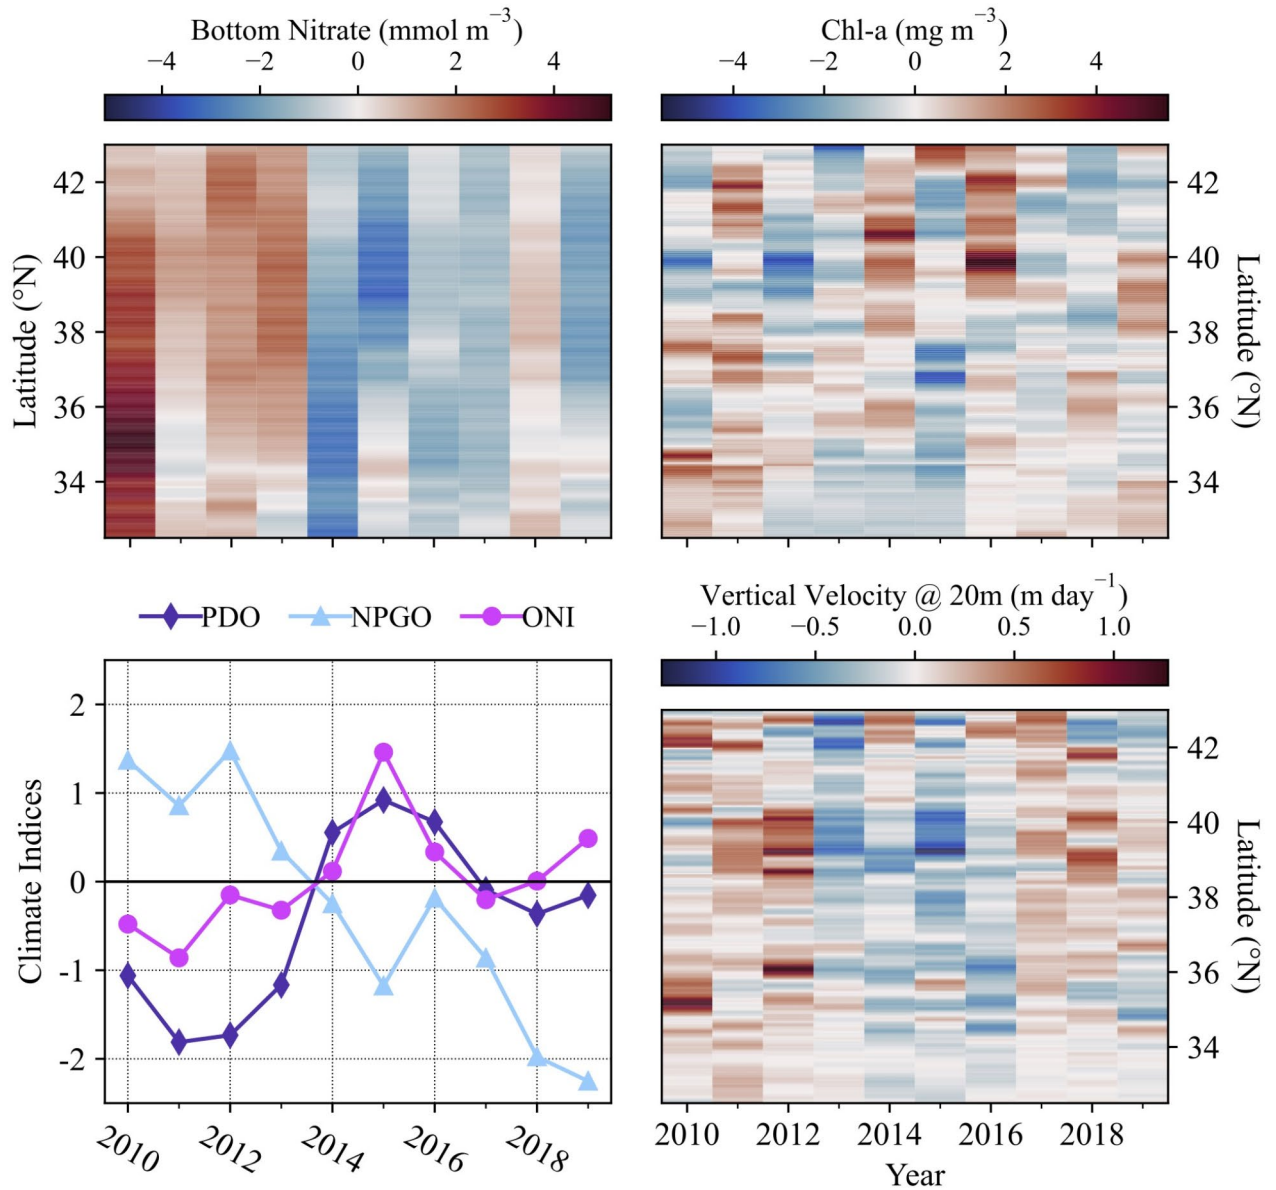 Bottom Nitrate (mmol m−3)
−4 −2 0 2 4
Chl-a (mg m−3)
−4 −2 0 2 4
Latitude (°N)
42
40
38
36
34
42
40
38
36
34
Latitude (°N)
PDO NPGO ONI
Climate Indices
2
1
0
-1
-2
2010 2012 2014 2016 2018
Vertical Velocity @ 20m (m day−1)
−1.0 −0.5 0.0 0.5 1.0
42
40
38
36
34
Latitude (°N)
2010 2012 2014 2016 2018
Year